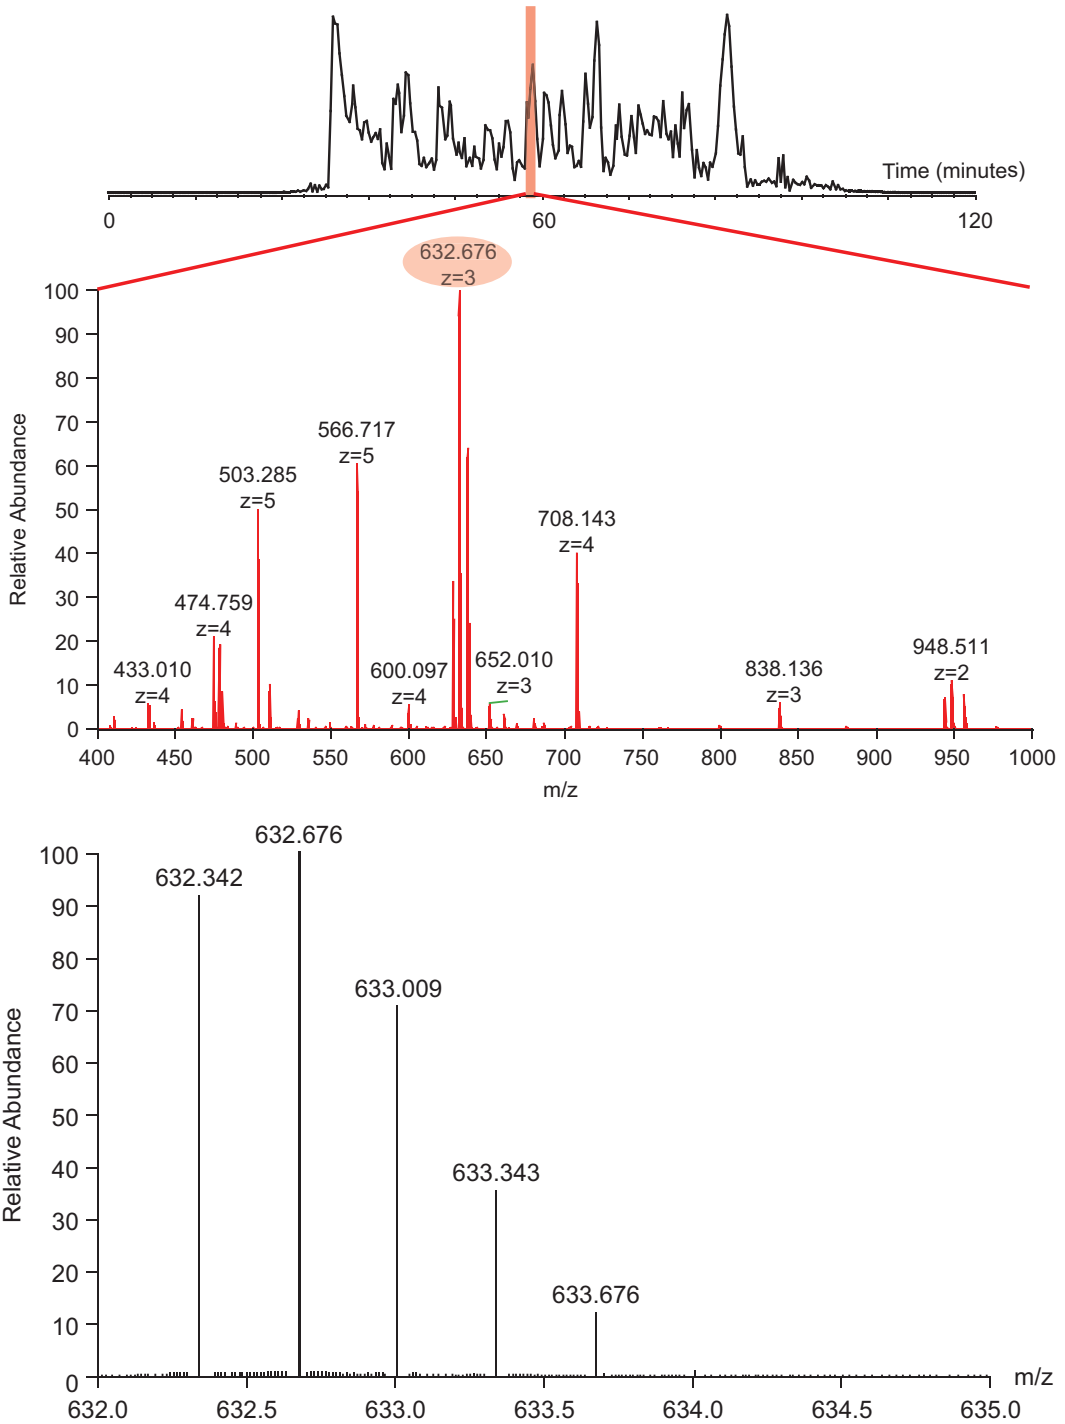 Time (minutes)
0 60 120
632.676
z=3
100
90
80
70
60
50
40
30
20
10
0
Relative Abundance
566.717
z=5
503.285
z=5
708.143
z=4
474.759
z=4
433.010
z=4
600.097
z=4
652.010
z=3
838.136
z=3
948.511
z=2
400 450 500 550 600 650 700 750 800 850 900 950 1000
m/z
632.676
632.342
633.009
633.343
633.676
100
90
80
70
60
50
40
30
20
10
0
Relative Abundance
m/z
632.0 632.5 633.0 633.5 634.0 634.5 635.0